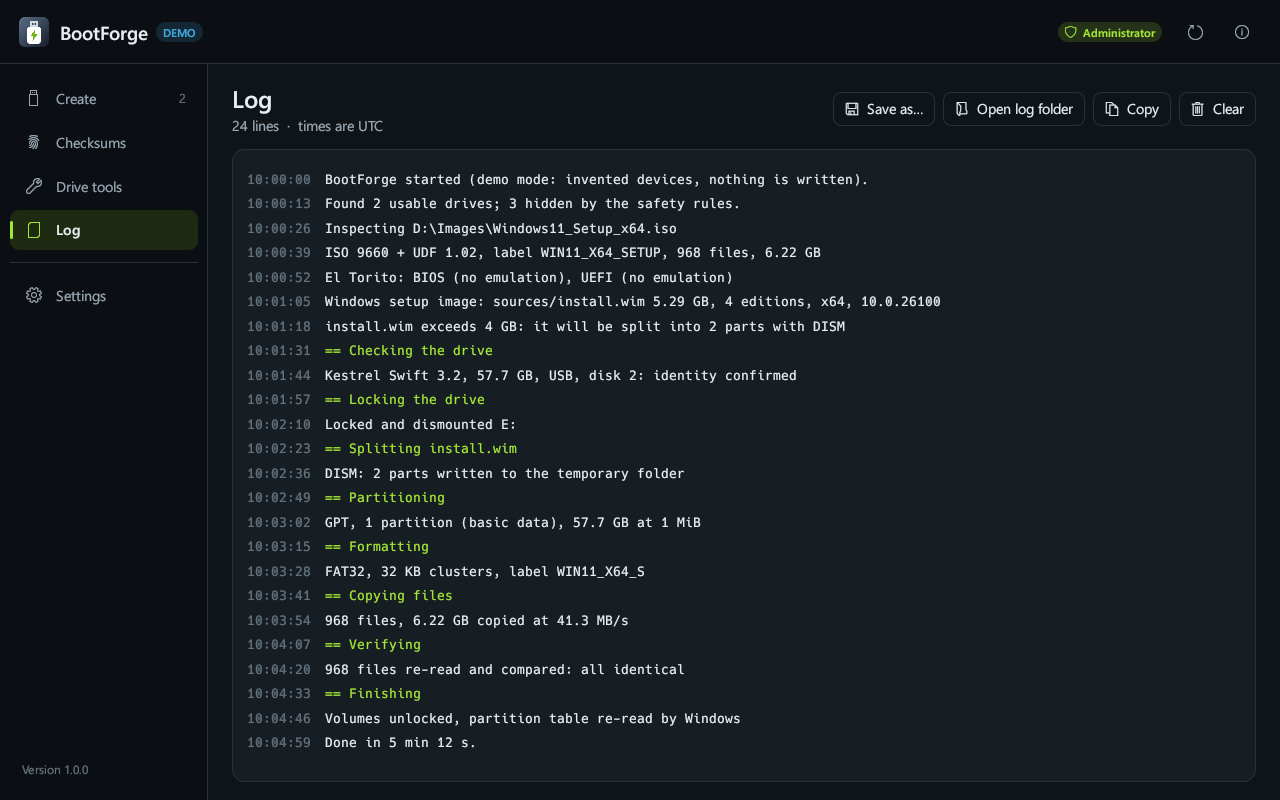 BootForge DEMO
Administrator
Create 2
Checksums
Drive tools
Log
Settings
Version 1.0.0
Log
24 lines · times are UTC
Save as...
Open log folder
Copy
Clear
10:00:00 BootForge started (demo mode: invented devices, nothing is written).
10:00:13 Found 2 usable drives; 3 hidden by the safety rules.
10:00:26 Inspecting D:\Images\Windows11_Setup_x64.iso
10:00:39 ISO 9660 + UDF 1.02, label WIN11_X64_SETUP, 968 files, 6.22 GB
10:00:52 El Torito: BIOS (no emulation), UEFI (no emulation)
10:01:05 Windows setup image: sources/install.wim 5.29 GB, 4 editions, x64, 10.0.26100
10:01:18 install.wim exceeds 4 GB: it will be split into 2 parts with DISM
10:01:31 == Checking the drive
10:01:44 Kestrel Swift 3.2, 57.7 GB, USB, disk 2: identity confirmed
10:01:57 == Locking the drive
10:02:10 Locked and dismounted E:
10:02:23 == Splitting install.wim
10:02:36 DISM: 2 parts written to the temporary folder
10:02:49 == Partitioning
10:03:02 GPT, 1 partition (basic data), 57.7 GB at 1 MiB
10:03:15 == Formatting
10:03:28 FAT32, 32 KB clusters, label WIN11_X64_S
10:03:41 == Copying files
10:03:54 968 files, 6.22 GB copied at 41.3 MB/s
10:04:07 == Verifying
10:04:20 968 files re-read and compared: all identical
10:04:33 == Finishing
10:04:46 Volumes unlocked, partition table re-read by Windows
10:04:59 Done in 5 min 12 s.